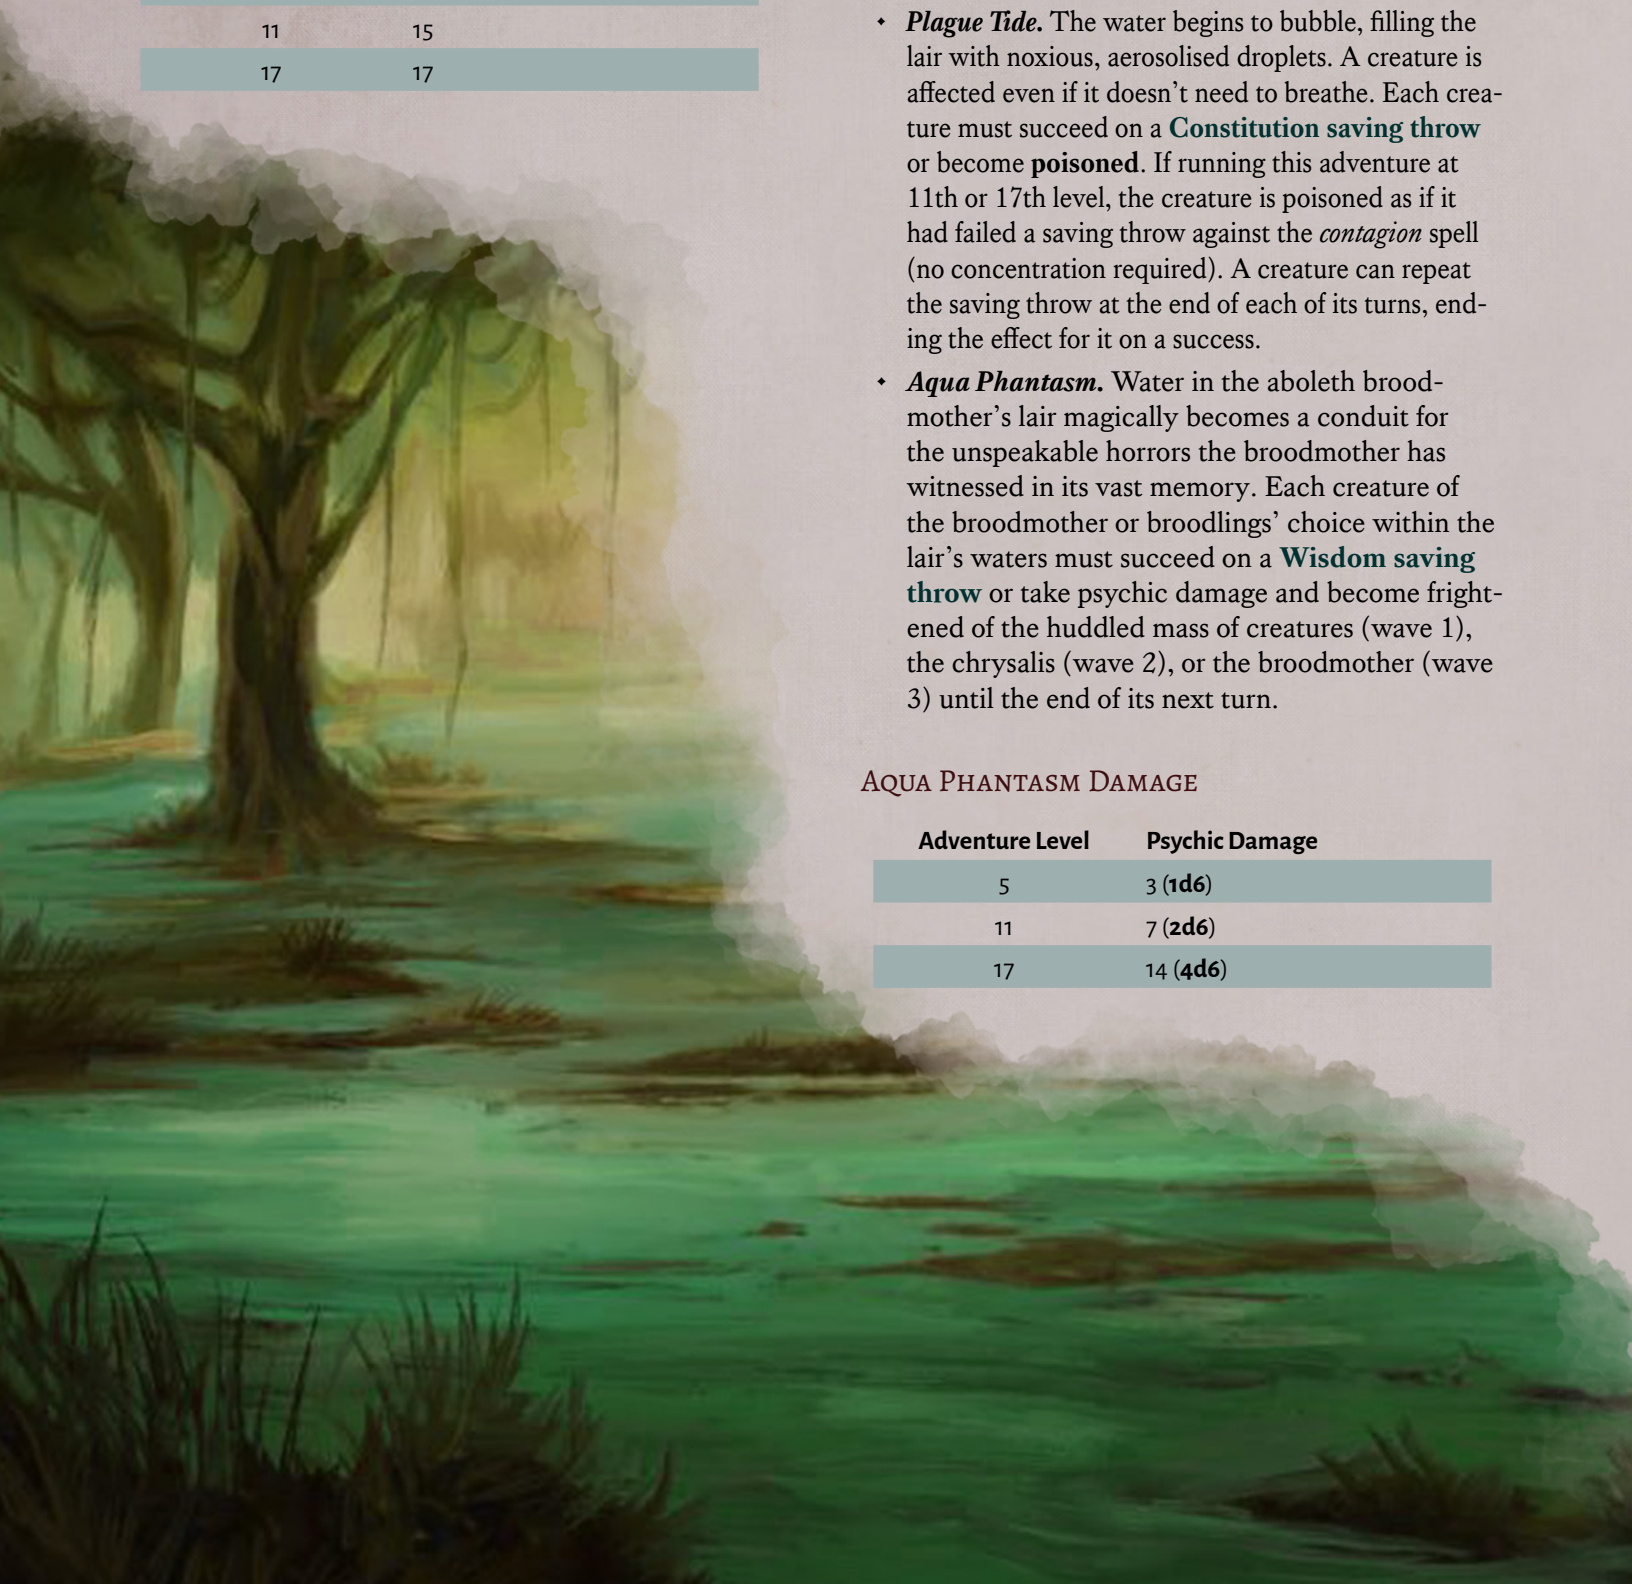 11 15
17 17
• Plague Tide. The water begins to bubble, filling the
lair with noxious, aerosolised droplets. A creature is
affected even if it doesn’t need to breathe. Each crea-
ture must succeed on a Constitution saving throw
or become poisoned. If running this adventure at
11th or 17th level, the creature is poisoned as if it
had failed a saving throw against the contagion spell
(no concentration required). A creature can repeat
the saving throw at the end of each of its turns, end-
ing the effect for it on a success.
• Aqua Phantasm. Water in the aboleth brood-
mother’s lair magically becomes a conduit for
the unspeakable horrors the broodmother has
witnessed in its vast memory. Each creature of
the broodmother or broodlings’ choice within the
lair’s waters must succeed on a Wisdom saving
throw or take psychic damage and become fright-
ened of the huddled mass of creatures (wave 1),
the chrysalis (wave 2), or the broodmother (wave
3) until the end of its next turn.
Aqua Phantasm Damage
Adventure Level Psychic Damage
5 3 (1d6)
11 7 (2d6)
17 14 (4d6)